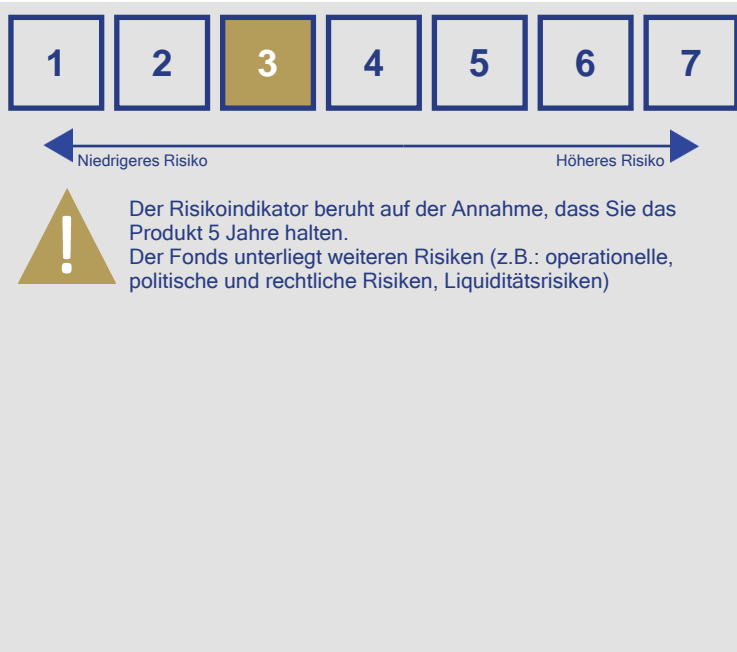 1 2 3 4 5 6 7
Niedrigeres Risiko Höheres Risiko
!
Der Risikoindikator beruht auf der Annahme, dass Sie das
Produkt 5 Jahre halten.
Der Fonds unterliegt weiteren Risiken (z.B.: operationelle,
politische und rechtliche Risiken, Liquiditätsrisiken)